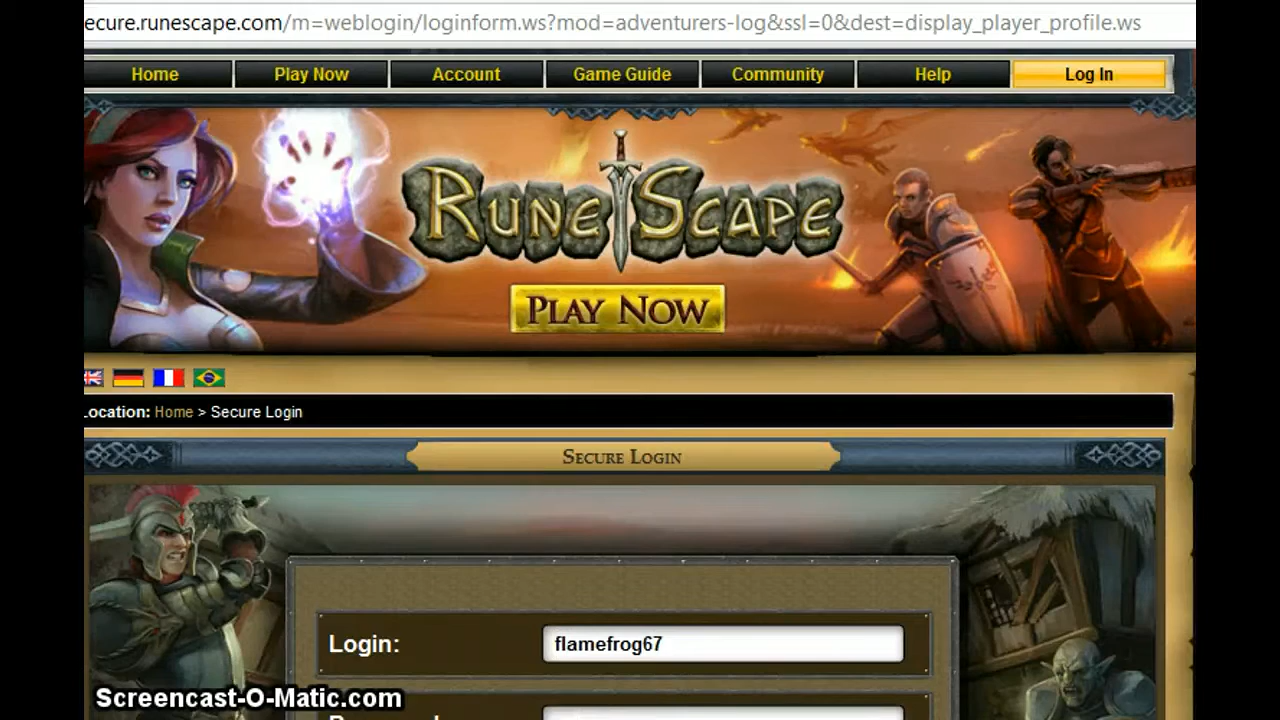 ecure.runescape.com/m=weblogin/loginform.ws?mod=adventurers-log&ssl=0&dest=display_player_profile.ws
Home Play Now Account Game Guide Community Help Log In
RuneScape
Play Now
Location: Home > Secure Login
Secure Login
Login: flamefrog67
Screencast-O-Matic.com